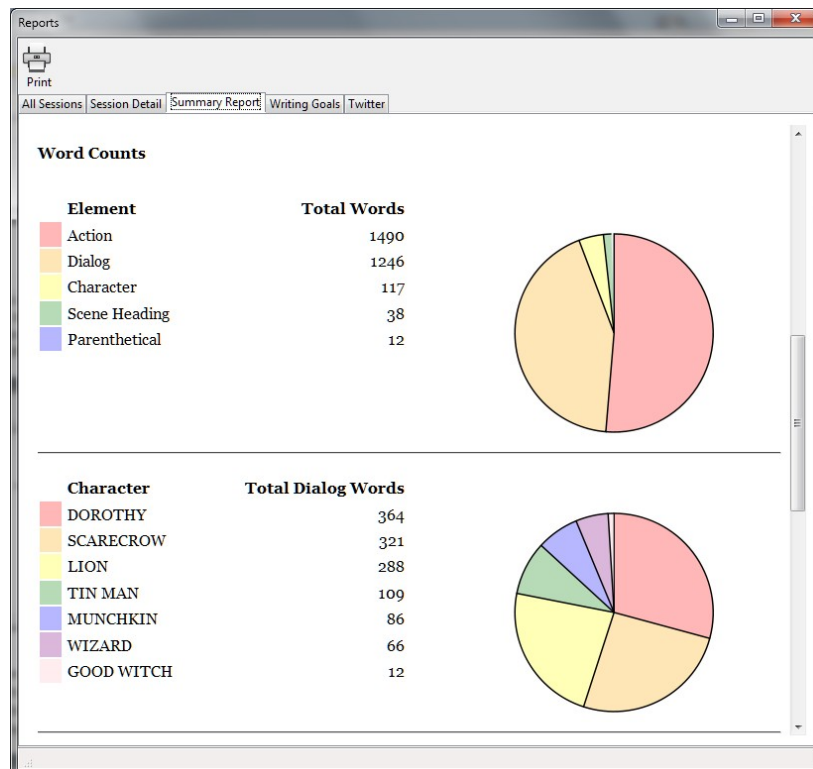 Reports
Print
All Sessions Session Detail Summary Report Writing Goals Twitter
Word Counts
Element Total Words
Action 1490
Dialog 1246
Character 117
Scene Heading 38
Parenthetical 12
Character Total Dialog Words
DOROTHY 364
SCARECROW 321
LION 288
TIN MAN 109
MUNCHKIN 86
WIZARD 66
GOOD WITCH 12